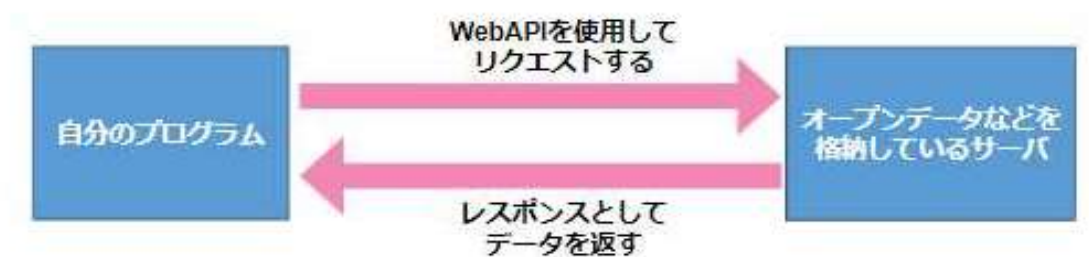 WebAPIを使用して
リクエストする
自分のプログラム
オープンデータなどを
格納しているサーバ
レスポンスとして
データを返す